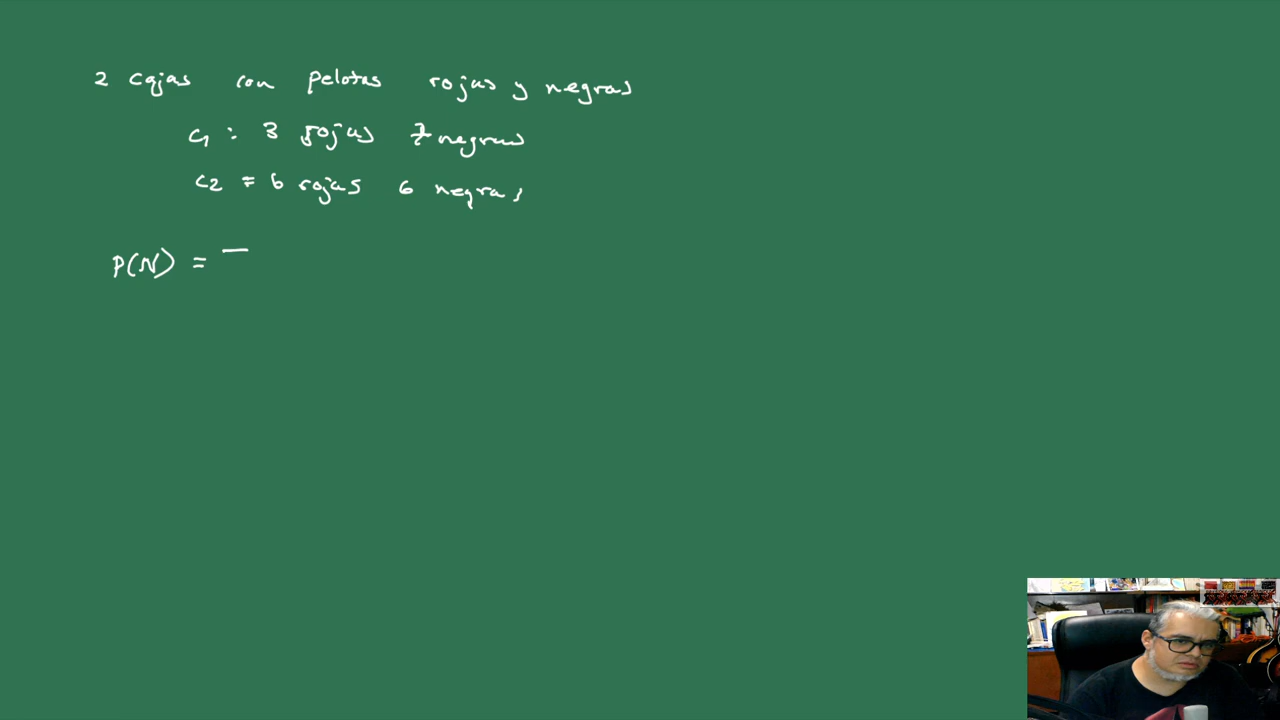 2 cajas con pelotas rojas y negras
C1 : 3 rojas 7 negras
C2 = 6 rojas 6 negras
P(N) = —